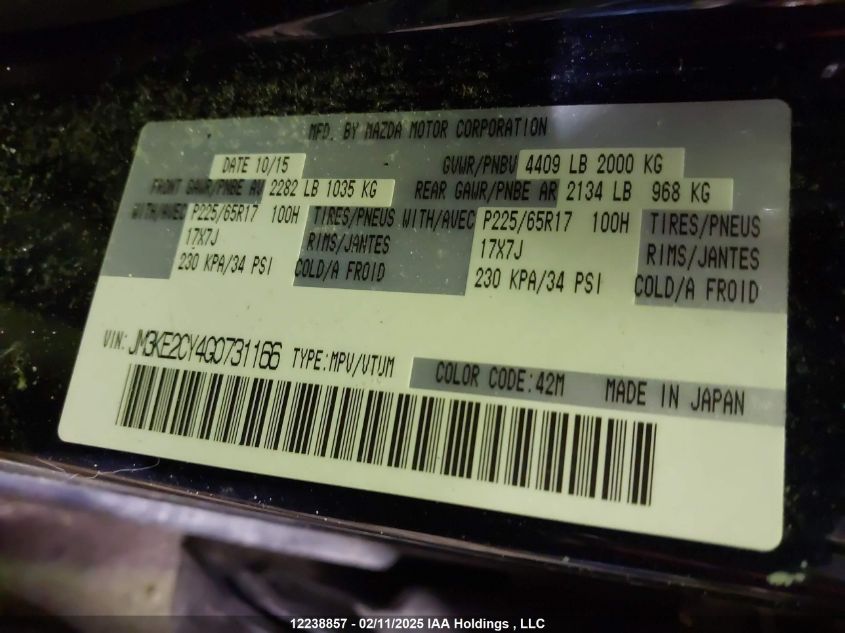 MFD. BY MAZDA MOTOR CORPORATION
DATE 10/15 GVWR/PNBV 4409 LB 2000 KG
FRONT GAWR/PNBE AV 2282 LB 1035 KG REAR GAWR/PNBE AR 2134 LB 968 KG
WITH/AVEC P225/65R17 100H TIRES/PNEUS WITH/AVEC P225/65R17 100H TIRES/PNEUS
17X7J RIMS/JANTES 17X7J RIMS/JANTES
230 KPA/34 PSI COLD/A FROID 230 KPA/34 PSI COLD/A FROID
VIN: JM3KE2CY4G0731166 TYPE:MPV/VTUM COLOR CODE:42M MADE IN JAPAN
12238857 - 02/11/2025 IAA Holdings , LLC